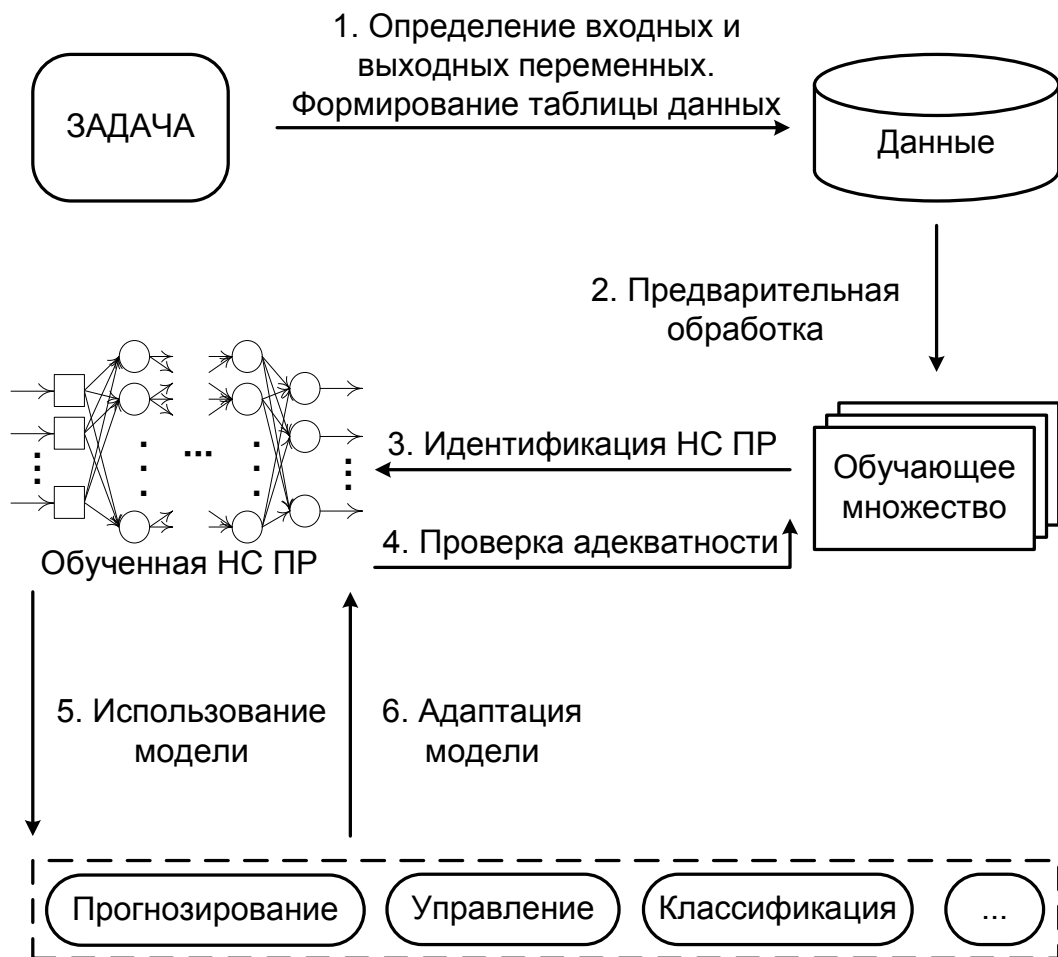 1. Определение входных и
выходных переменных.
Формирование таблицы данных
ЗАДАЧА
Данные
2. Предварительная
обработка
3. Идентификация НС ПР
Обучающее
множество
4. Проверка адекватности
Обученная НС ПР
5. Использование
модели
6. Адаптация
модели
Прогнозирование
Управление
Классификация
...